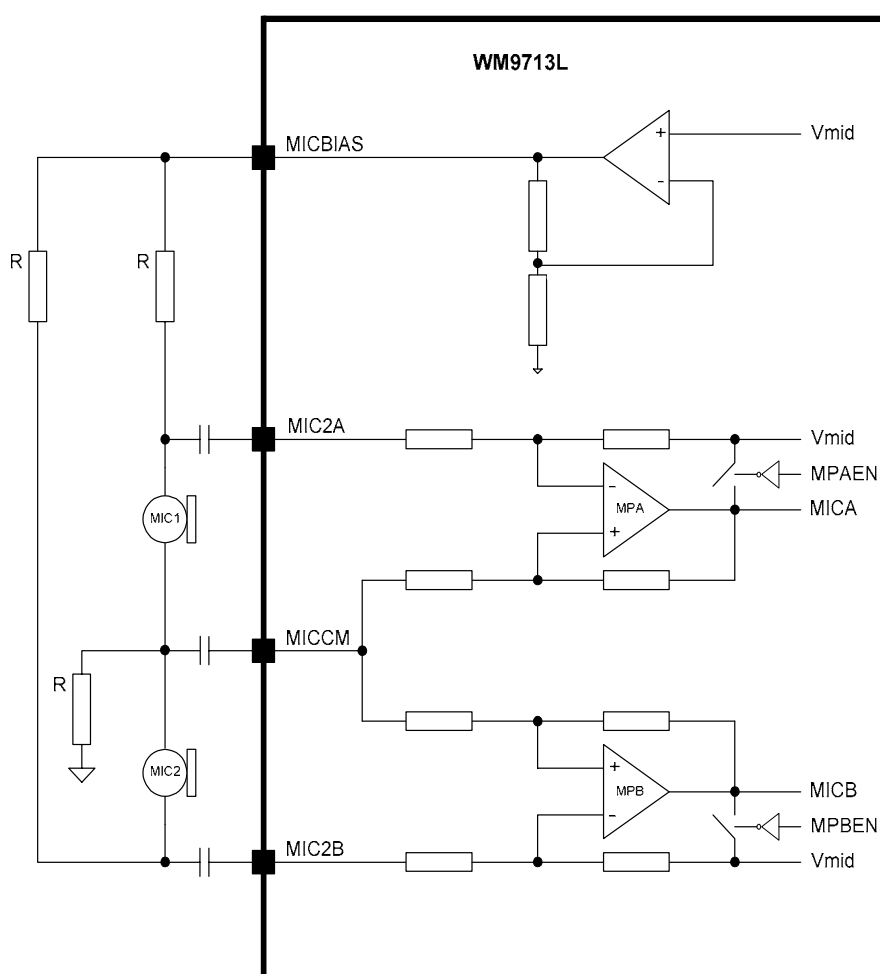 WM9713L
MICBIAS
+
Vmid
-
R
R
MIC2A
Vmid
MPAEN
-
MIC1
MPA
MICA
+
MICCM
R
+
MIC2
MPB
MICB
-
MPBEN
MIC2B
Vmid